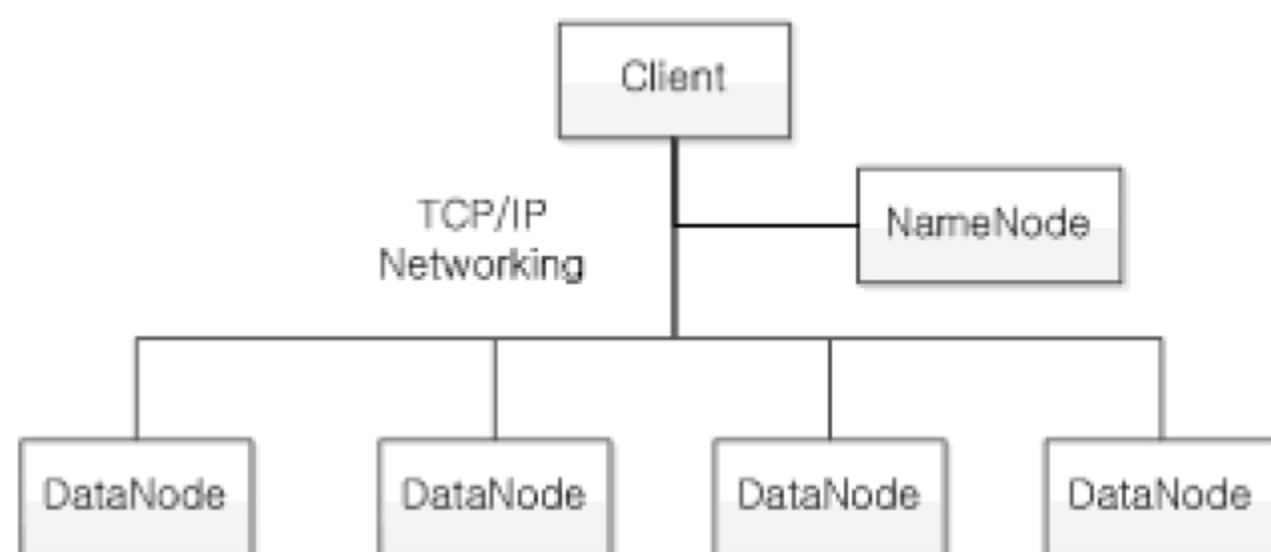 Client
TCP/IP
Networking
NameNode
DataNode
DataNode
DataNode
DataNode